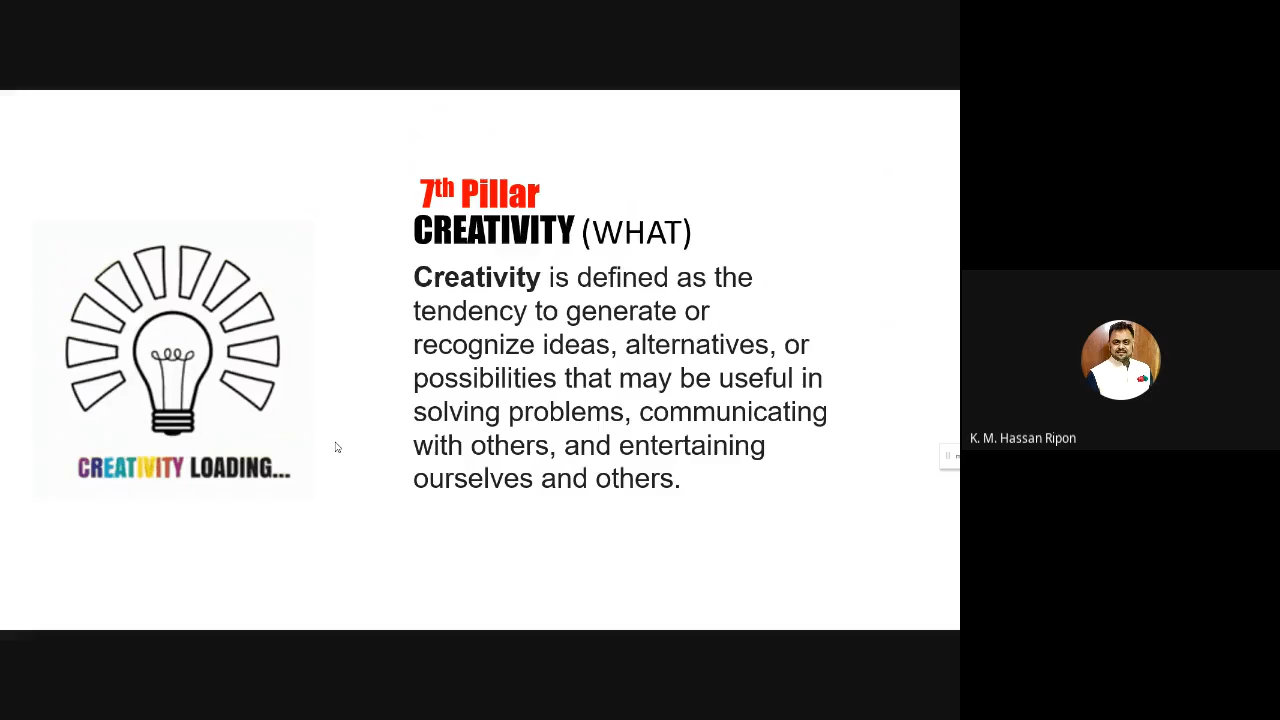 7th Pillar
CREATIVITY (WHAT)
Creativity is defined as the
tendency to generate or
recognize ideas, alternatives, or
possibilities that may be useful in
solving problems, communicating
with others, and entertaining
ourselves and others.
CREATIVITY LOADING...
K. M. Hassan Ripon